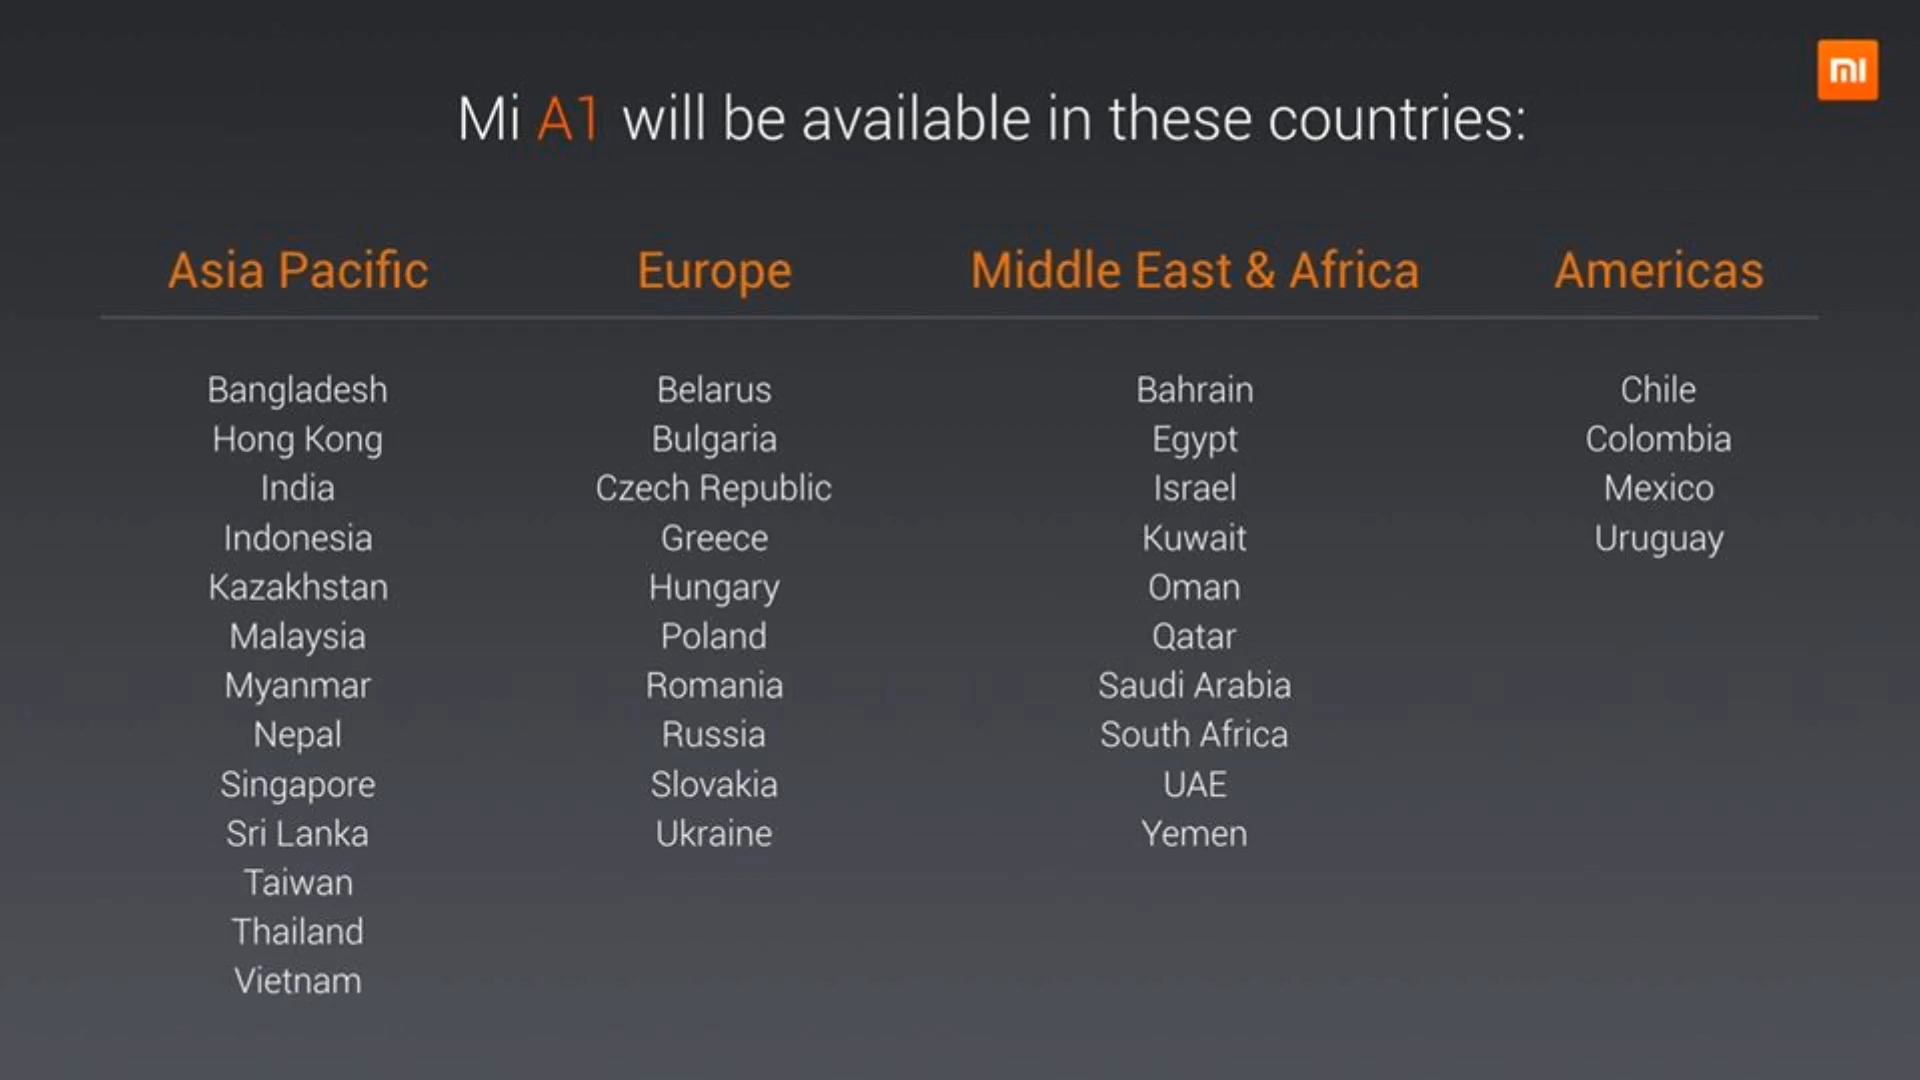 mi
Mi A1 will be available in these countries:
Asia Pacific
Bangladesh
Hong Kong
India
Indonesia
Kazakhstan
Malaysia
Myanmar
Nepal
Singapore
Sri Lanka
Taiwan
Thailand
Vietnam
Europe
Belarus
Bulgaria
Czech Republic
Greece
Hungary
Poland
Romania
Russia
Slovakia
Ukraine
Middle East & Africa
Bahrain
Egypt
Israel
Kuwait
Oman
Qatar
Saudi Arabia
South Africa
UAE
Yemen
Americas
Chile
Colombia
Mexico
Uruguay